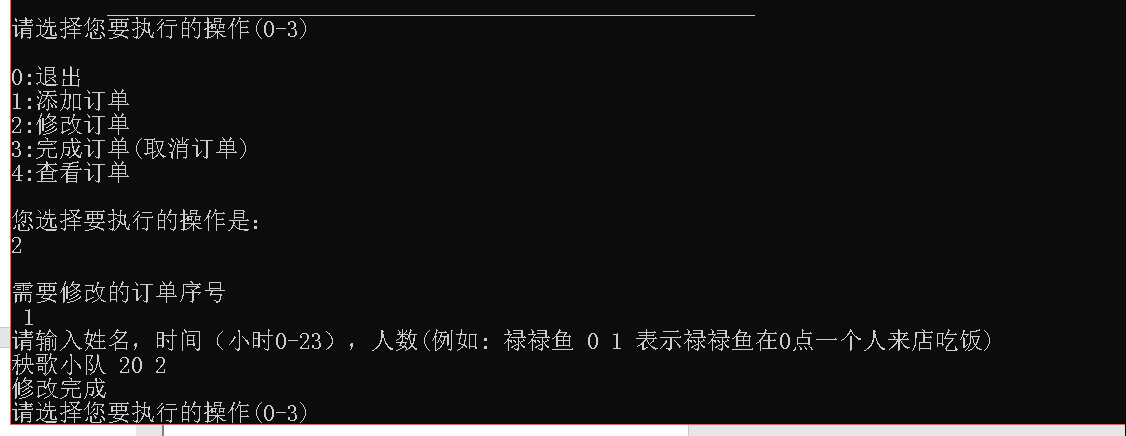 请选择您要执行的操作(0-3)
0:退出
1:添加订单
2:修改订单
3:完成订单(取消订单)
4:查看订单
您选择要执行的操作是:
2
需要修改的订单序号
1
请输入姓名，时间（小时0-23），人数(例如: 禄禄鱼 0 1 表示禄禄鱼在0点一个人来店吃饭)
秧歌小队 20 2
修改完成
请选择您要执行的操作(0-3)